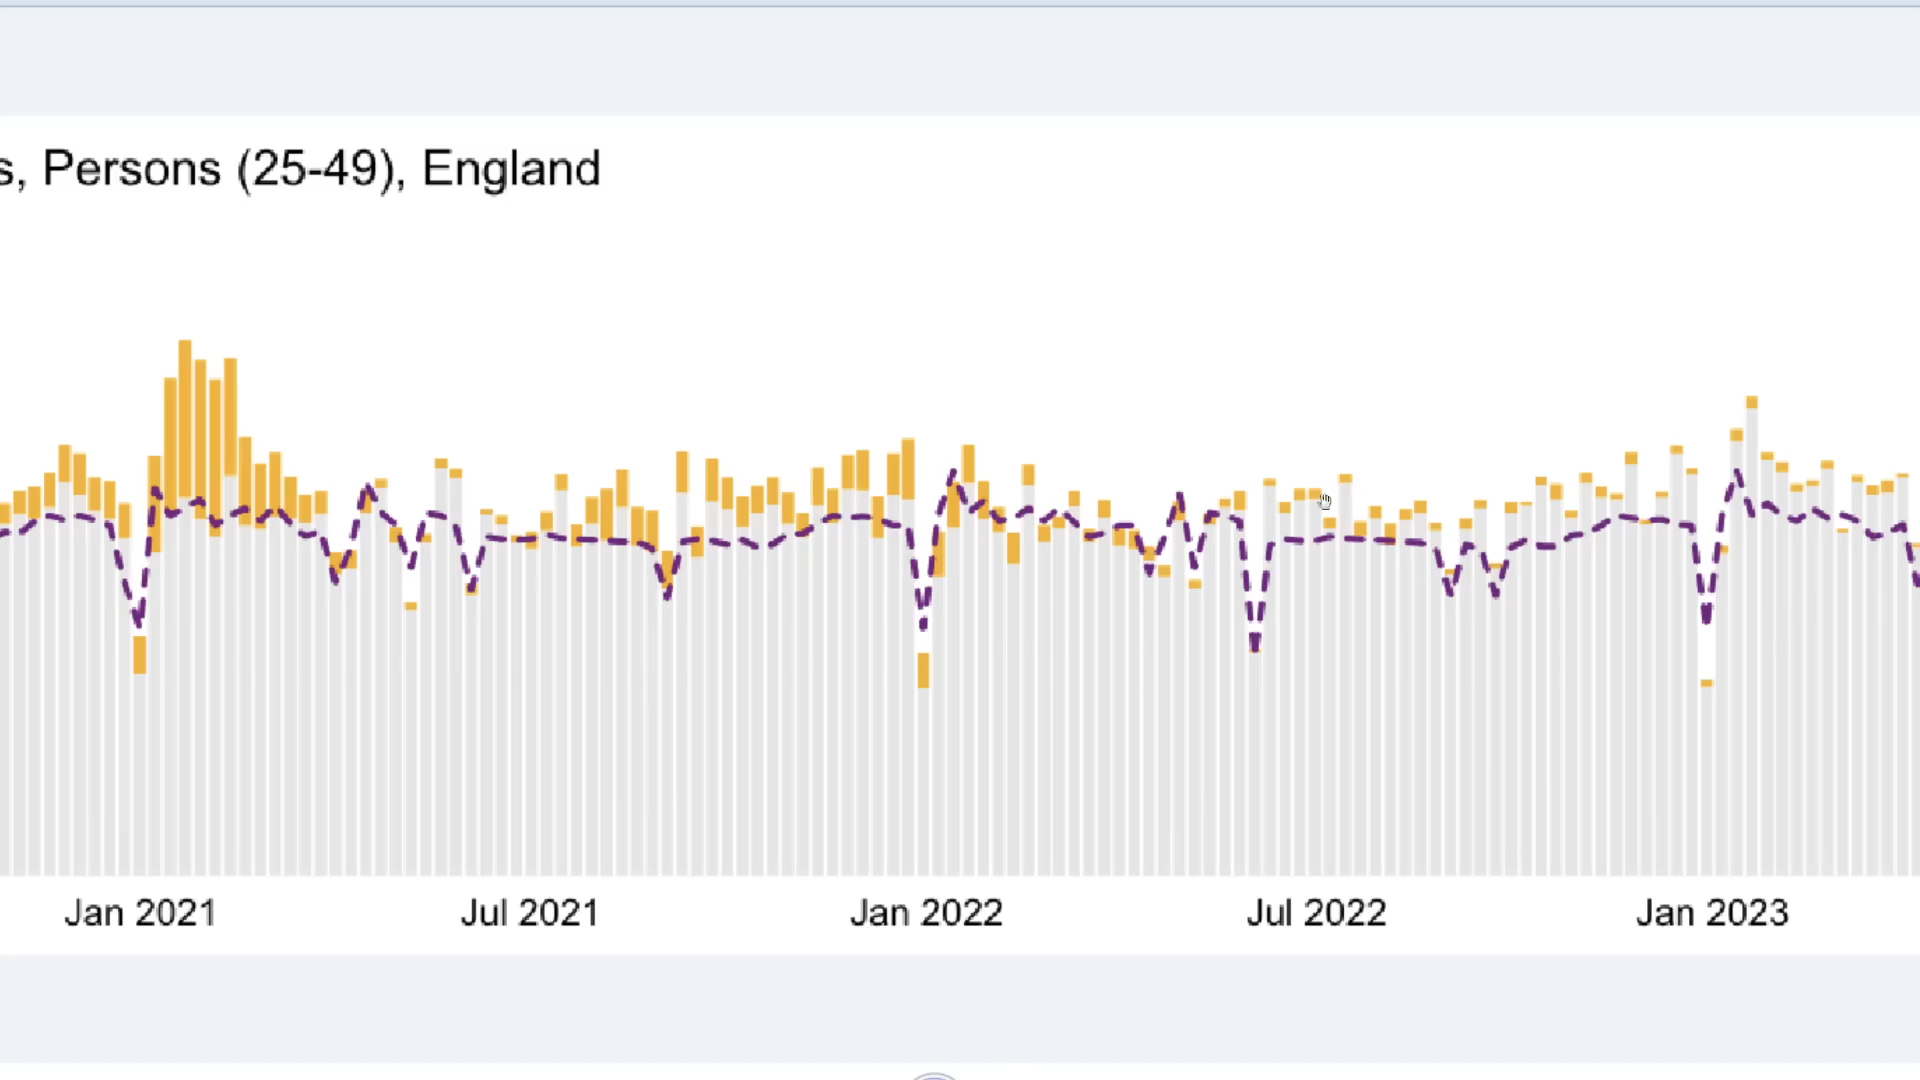 s, Persons (25-49), England
Jan 2021
Jul 2021
Jan 2022
Jul 2022
Jan 2023